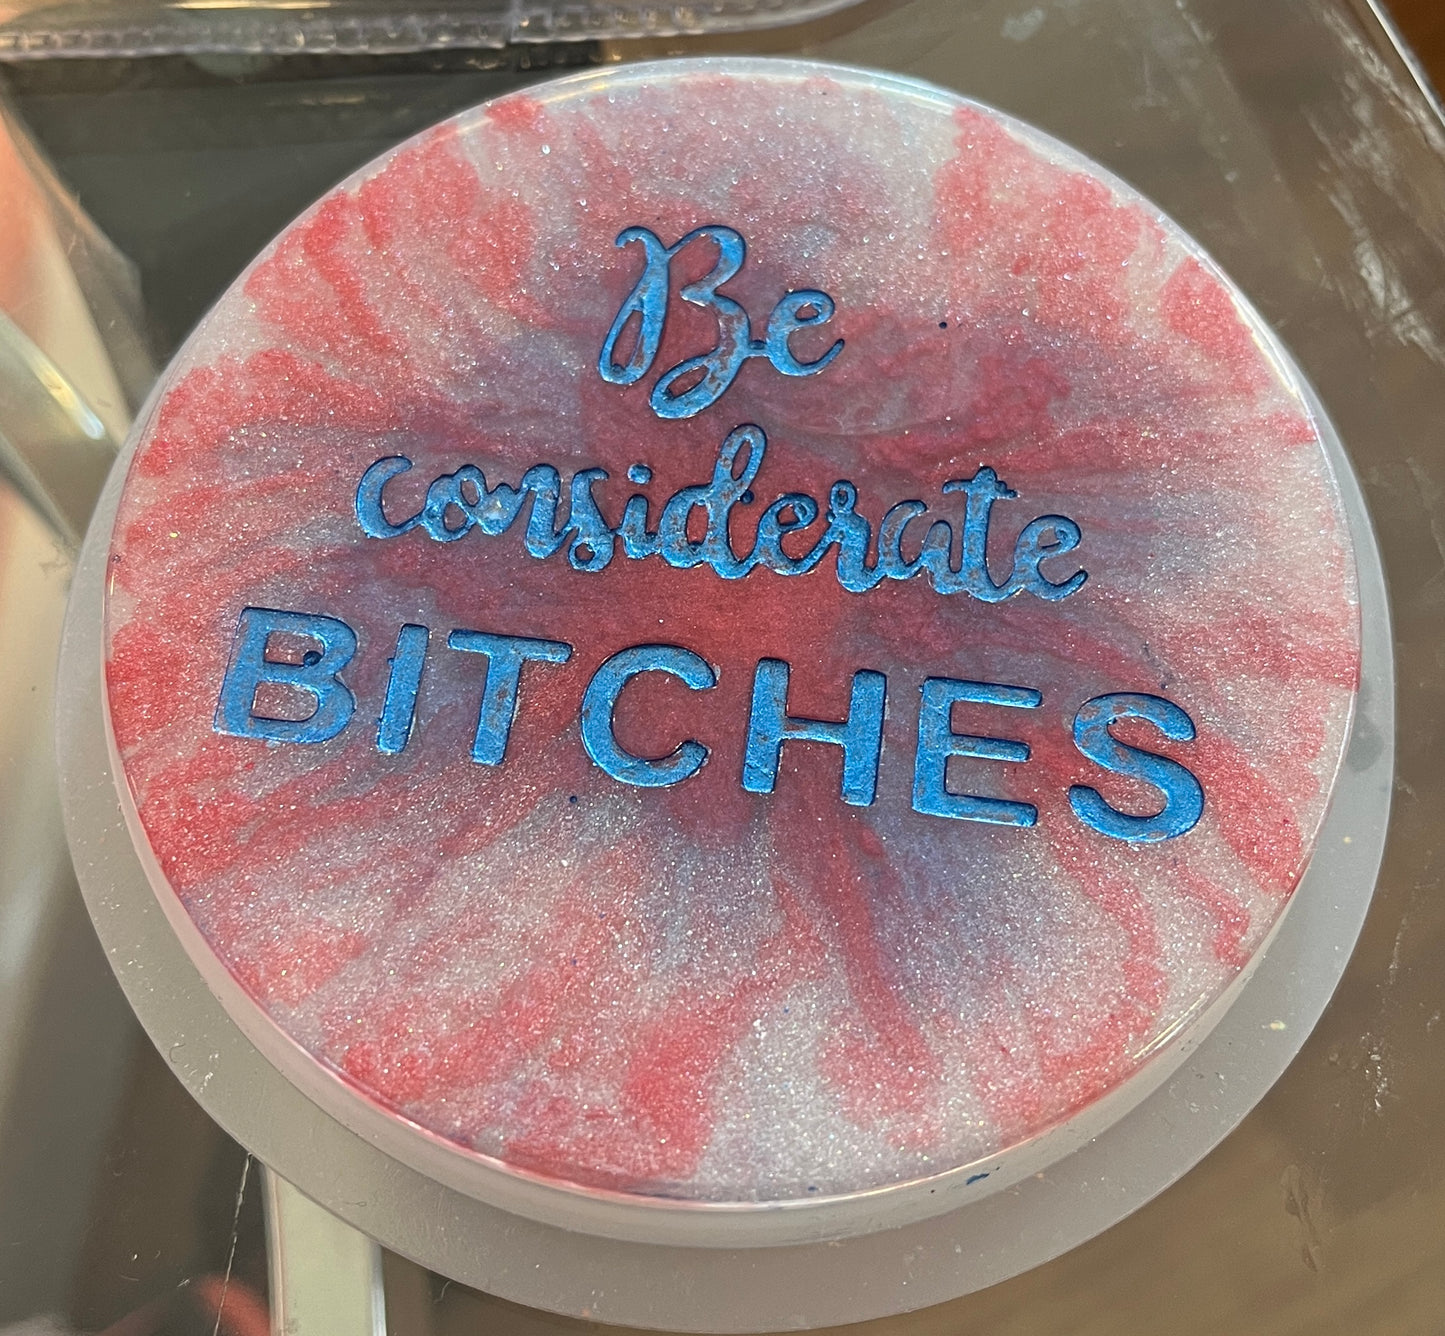 Be
considerate
BITCHES